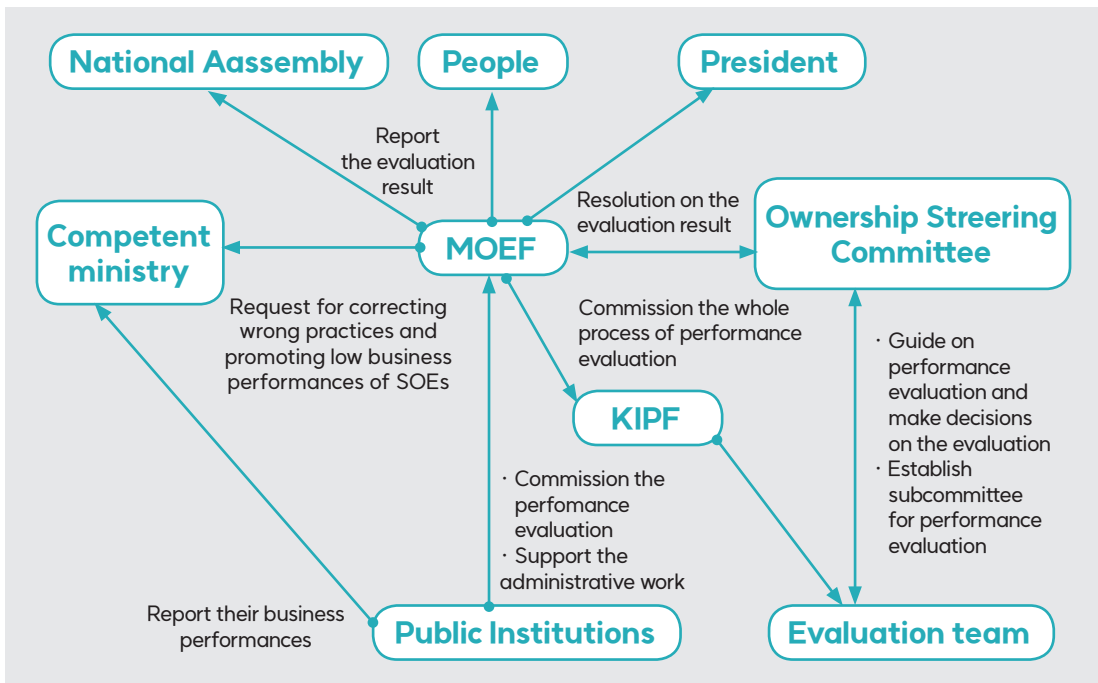 National Aassembly
People
President
Report
the evaluation
result
Resolution on the
evaluation result
Competent
ministry
MOEF
Ownership Streering
Committee
Request for correcting
wrong practices and
promoting low business
performances of SOEs
Commission the whole
process of performance
evaluation
· Guide on
performance
evaluation and
make decisions
on the evaluation
· Establish
subcommittee
for performance
evaluation
KIPF
· Commission the
perfomance
evaluation
· Support the
administrative work
Report their business
performances
Public Institutions
Evaluation team